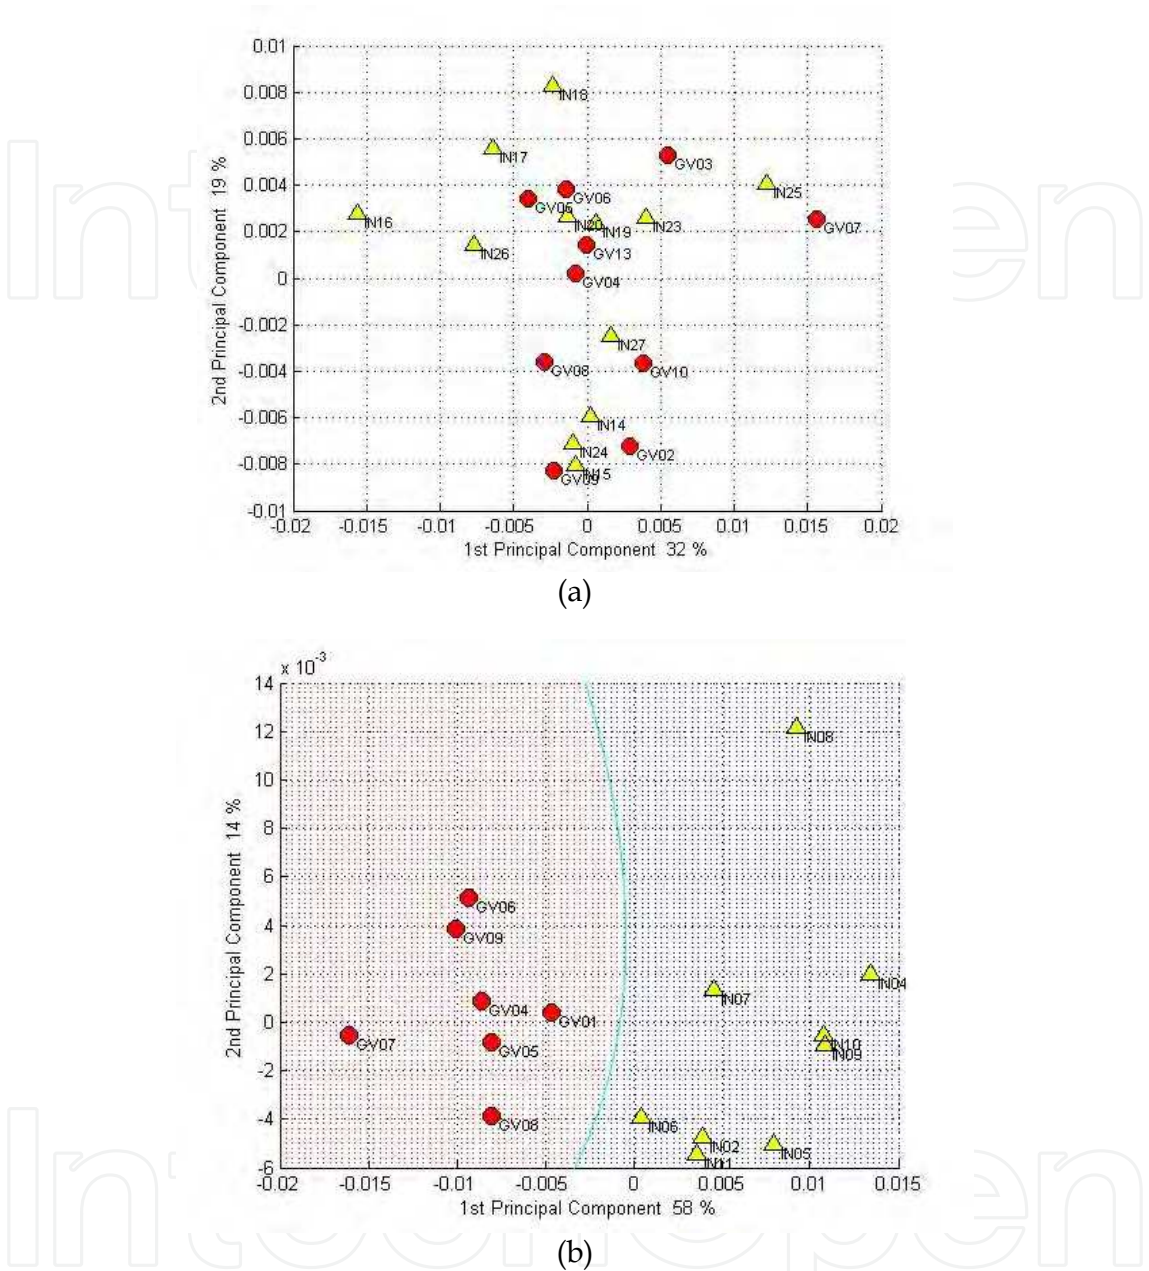 0.01
0.008
0.006
0.004
0.002
0
-0.002
-0.004
-0.006
-0.008
-0.01
2nd Principal Component 19 %
IN18
IN17
GV03
IN25
GV06
GV05
IN16
IN20
IN19
IN23
GV07
IN26
GV13
GV04
IN27
GV08
GV10
IN14
IN24
GV02
IN15
GV09
-0.02 -0.015 -0.01 -0.005 0 0.005 0.01 0.015 0.02
1st Principal Component 32 %
(a)
x 10-3
14
12
10
8
6
4
2
0
-2
-4
-6
2nd Principal Component 14 %
IN08
GV06
GV09
IN04
GV04
GV01
IN07
GV07
GV05
IN10
IN09
GV08
IN06
IN02
IN05
IN11
-0.02 -0.015 -0.01 -0.005 0 0.005 0.01 0.015
1st Principal Component 58 %
(b)